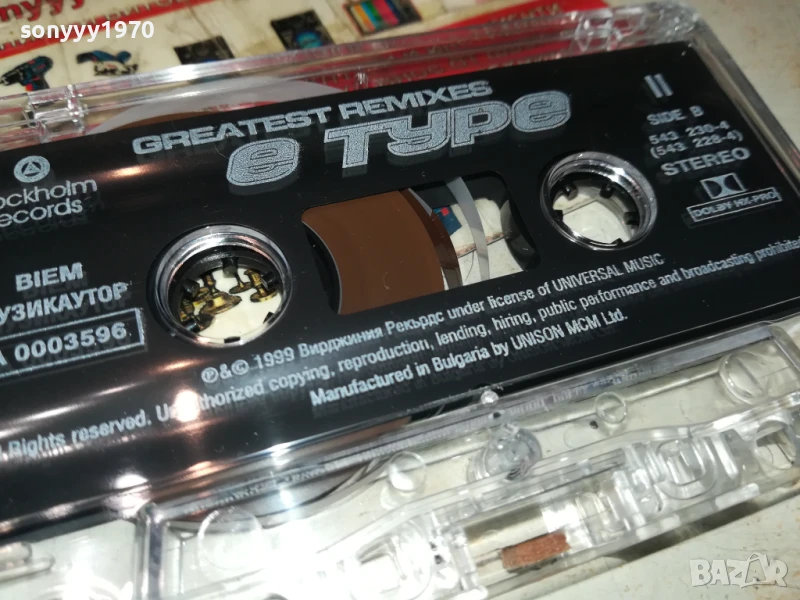 sonyyy1970
GREATEST REMIXES
e TYPe
II
SIDE B
543 236-4
(543 228-4)
STEREO
DOLBY HX-PRO
ockholm
ecords
BIEM
УЗИКАУТОР
A 0003596
℗&© 1999 Вирджиния Рекърдс under license of UNIVERSAL MUSIC
Rights reserved. Unauthorized copying, reproduction, lending, hiring, public performance and broadcasting prohibited
Manufactured in Bulgaria by UNISON MCM Ltd.
BAZAR